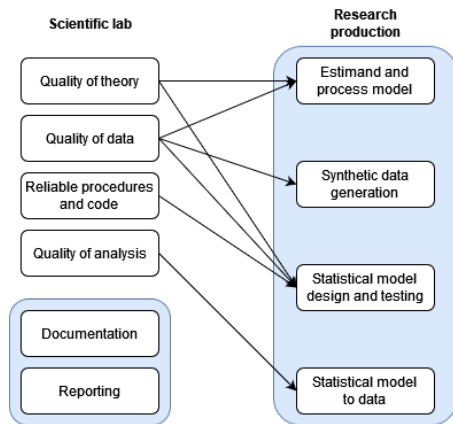 Scientific lab
Quality of theory
Quality of data
Reliable procedures
and code
Quality of analysis
Documentation
Reporting
Research
production
Estimand and
process model
Synthetic data
generation
Statistical model
design and testing
Statistical model
to data